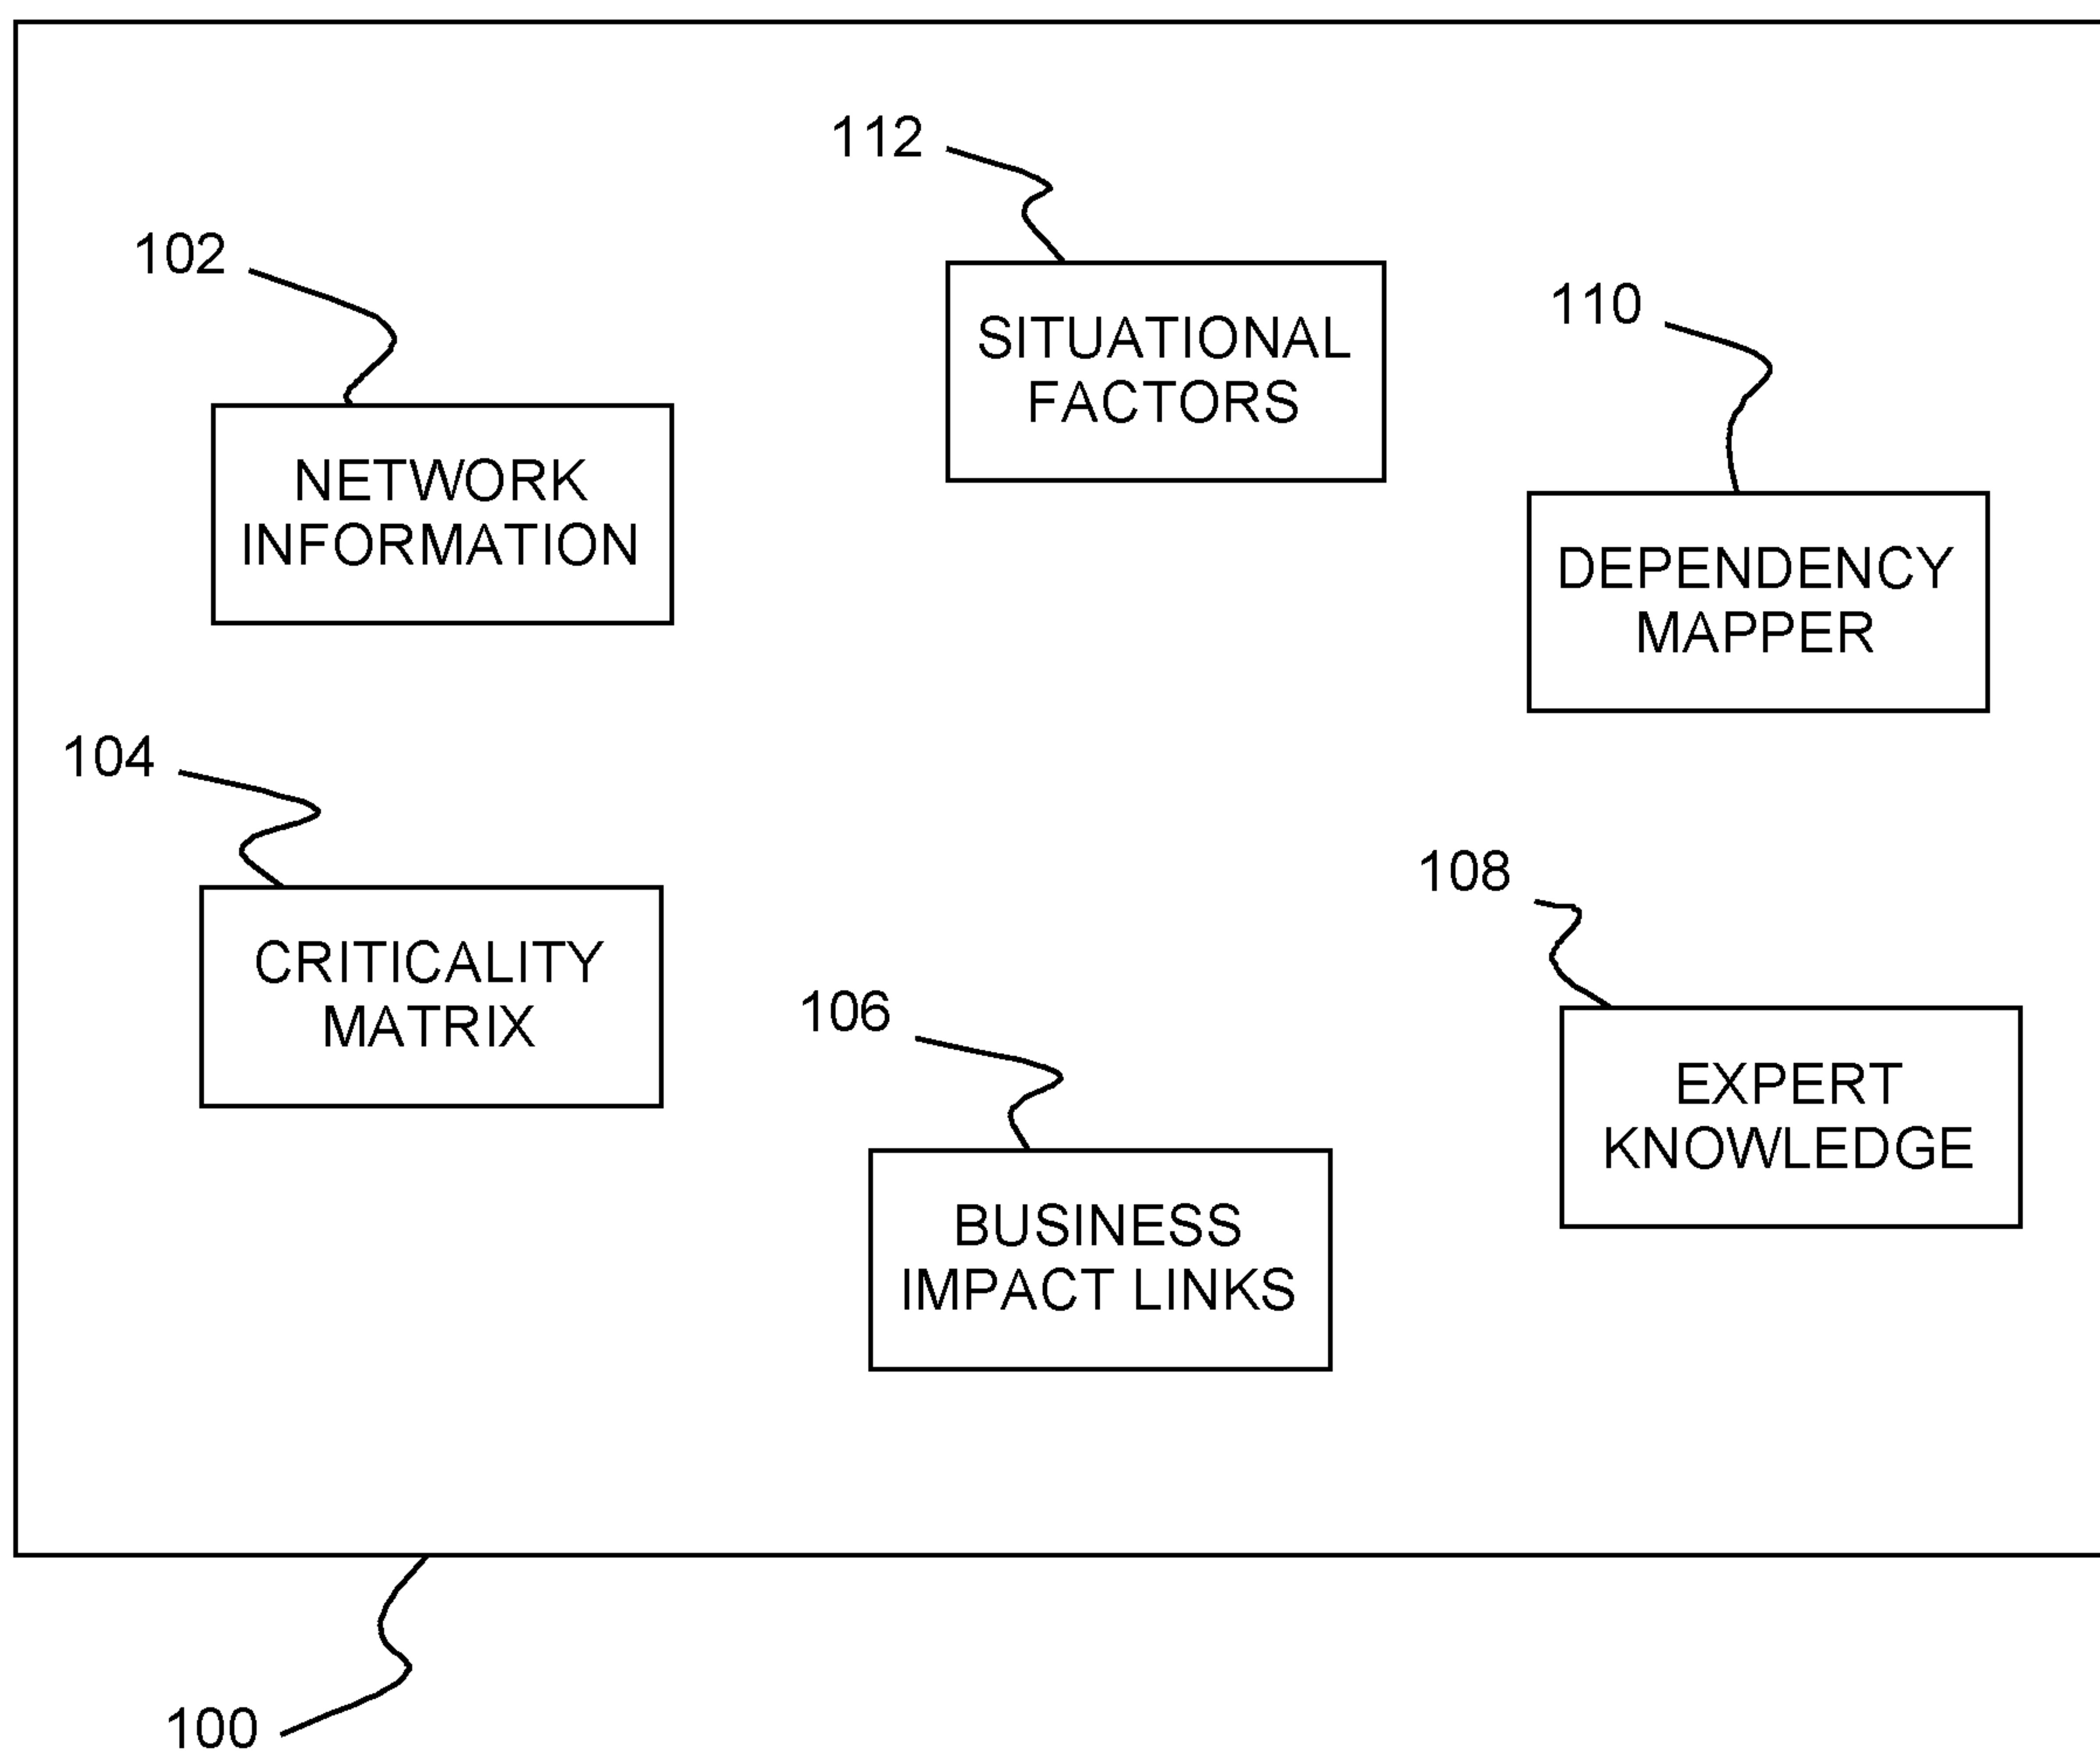 112
SITUATIONAL
FACTORS
102
NETWORK
INFORMATION
110
DEPENDENCY
MAPPER
104
CRITICALITY
MATRIX
106
BUSINESS
IMPACT LINKS
108
EXPERT
KNOWLEDGE
100